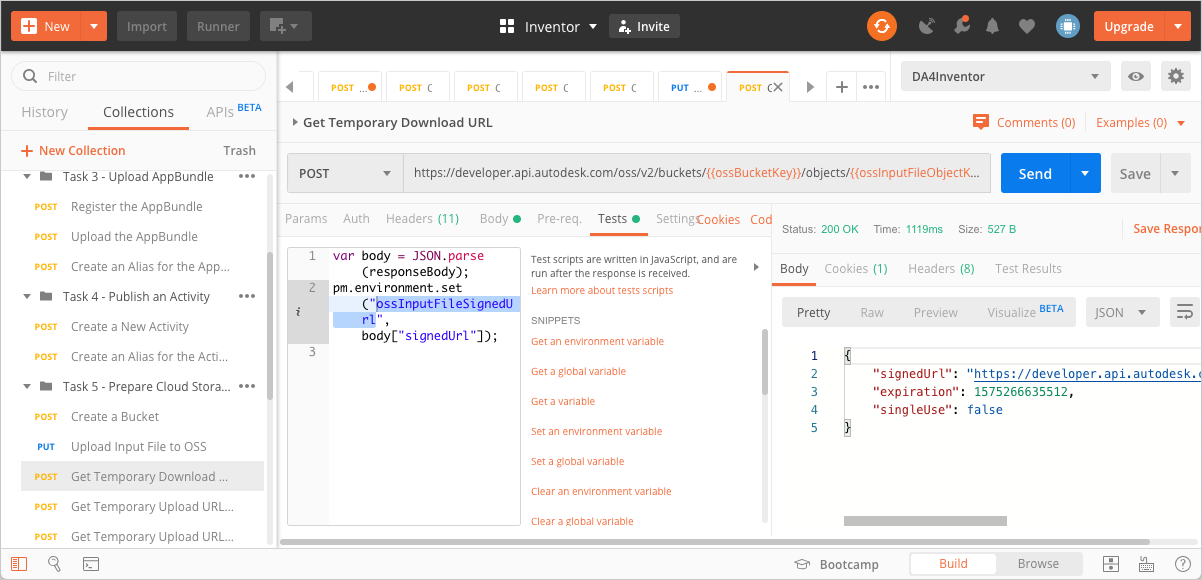 New
Import
Runner
Inventor
Invite
Upgrade
Filter
History
Collections
APIs BETA
New Collection
Trash
Task 3 - Upload AppBundle
POST Register the AppBundle
POST Upload the AppBundle
POST Create an Alias for the App...
Task 4 - Publish an Activity
POST Create a New Activity
POST Create an Alias for the Acti...
Task 5 - Prepare Cloud Stora...
POST Create a Bucket
PUT Upload Input File to OSS
POST Get Temporary Download ...
POST Get Temporary Upload URL...
POST Get Temporary Upload URL...
POST ...
POST C
POST C
POST C
POST C
PUT ...
POST C
DA4Inventor
Get Temporary Download URL
Comments (0)
Examples (0)
POST
https://developer.api.autodesk.com/oss/v2/buckets/{{ossBucketKey}}/objects/{{ossInputFileObjectK...
Send
Save
Params
Auth
Headers (11)
Body
Pre-req.
Tests
Settings
Cookies
Cod
1 var body = JSON.parse
(responseBody);
2 pm.environment.set
("ossInputFileSignedU
rl",
body["signedUrl"]);
3
i
Test scripts are written in JavaScript, and are
run after the response is received.
Learn more about tests scripts
SNIPPETS
Get an environment variable
Get a global variable
Get a variable
Set an environment variable
Set a global variable
Clear an environment variable
Clear a global variable
Status: 200 OK
Time: 1119ms
Size: 527 B
Save Respon
Body
Cookies (1)
Headers (8)
Test Results
Pretty
Raw
Preview
Visualize BETA
JSON
1 {
2 "signedUrl": "https://developer.api.autodesk.c
3 "expiration": 1575266635512,
4 "singleUse": false
5 }
Bootcamp
Build
Browse
?